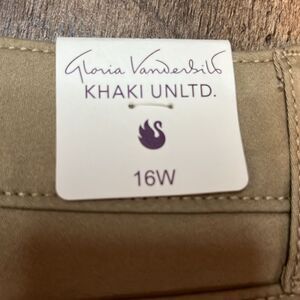 Gloria Vanderbilt
KHAKI UNLTD.
16W